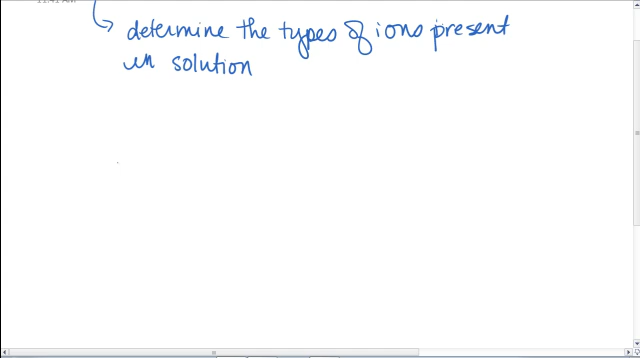 determine the types of ions present
in solution